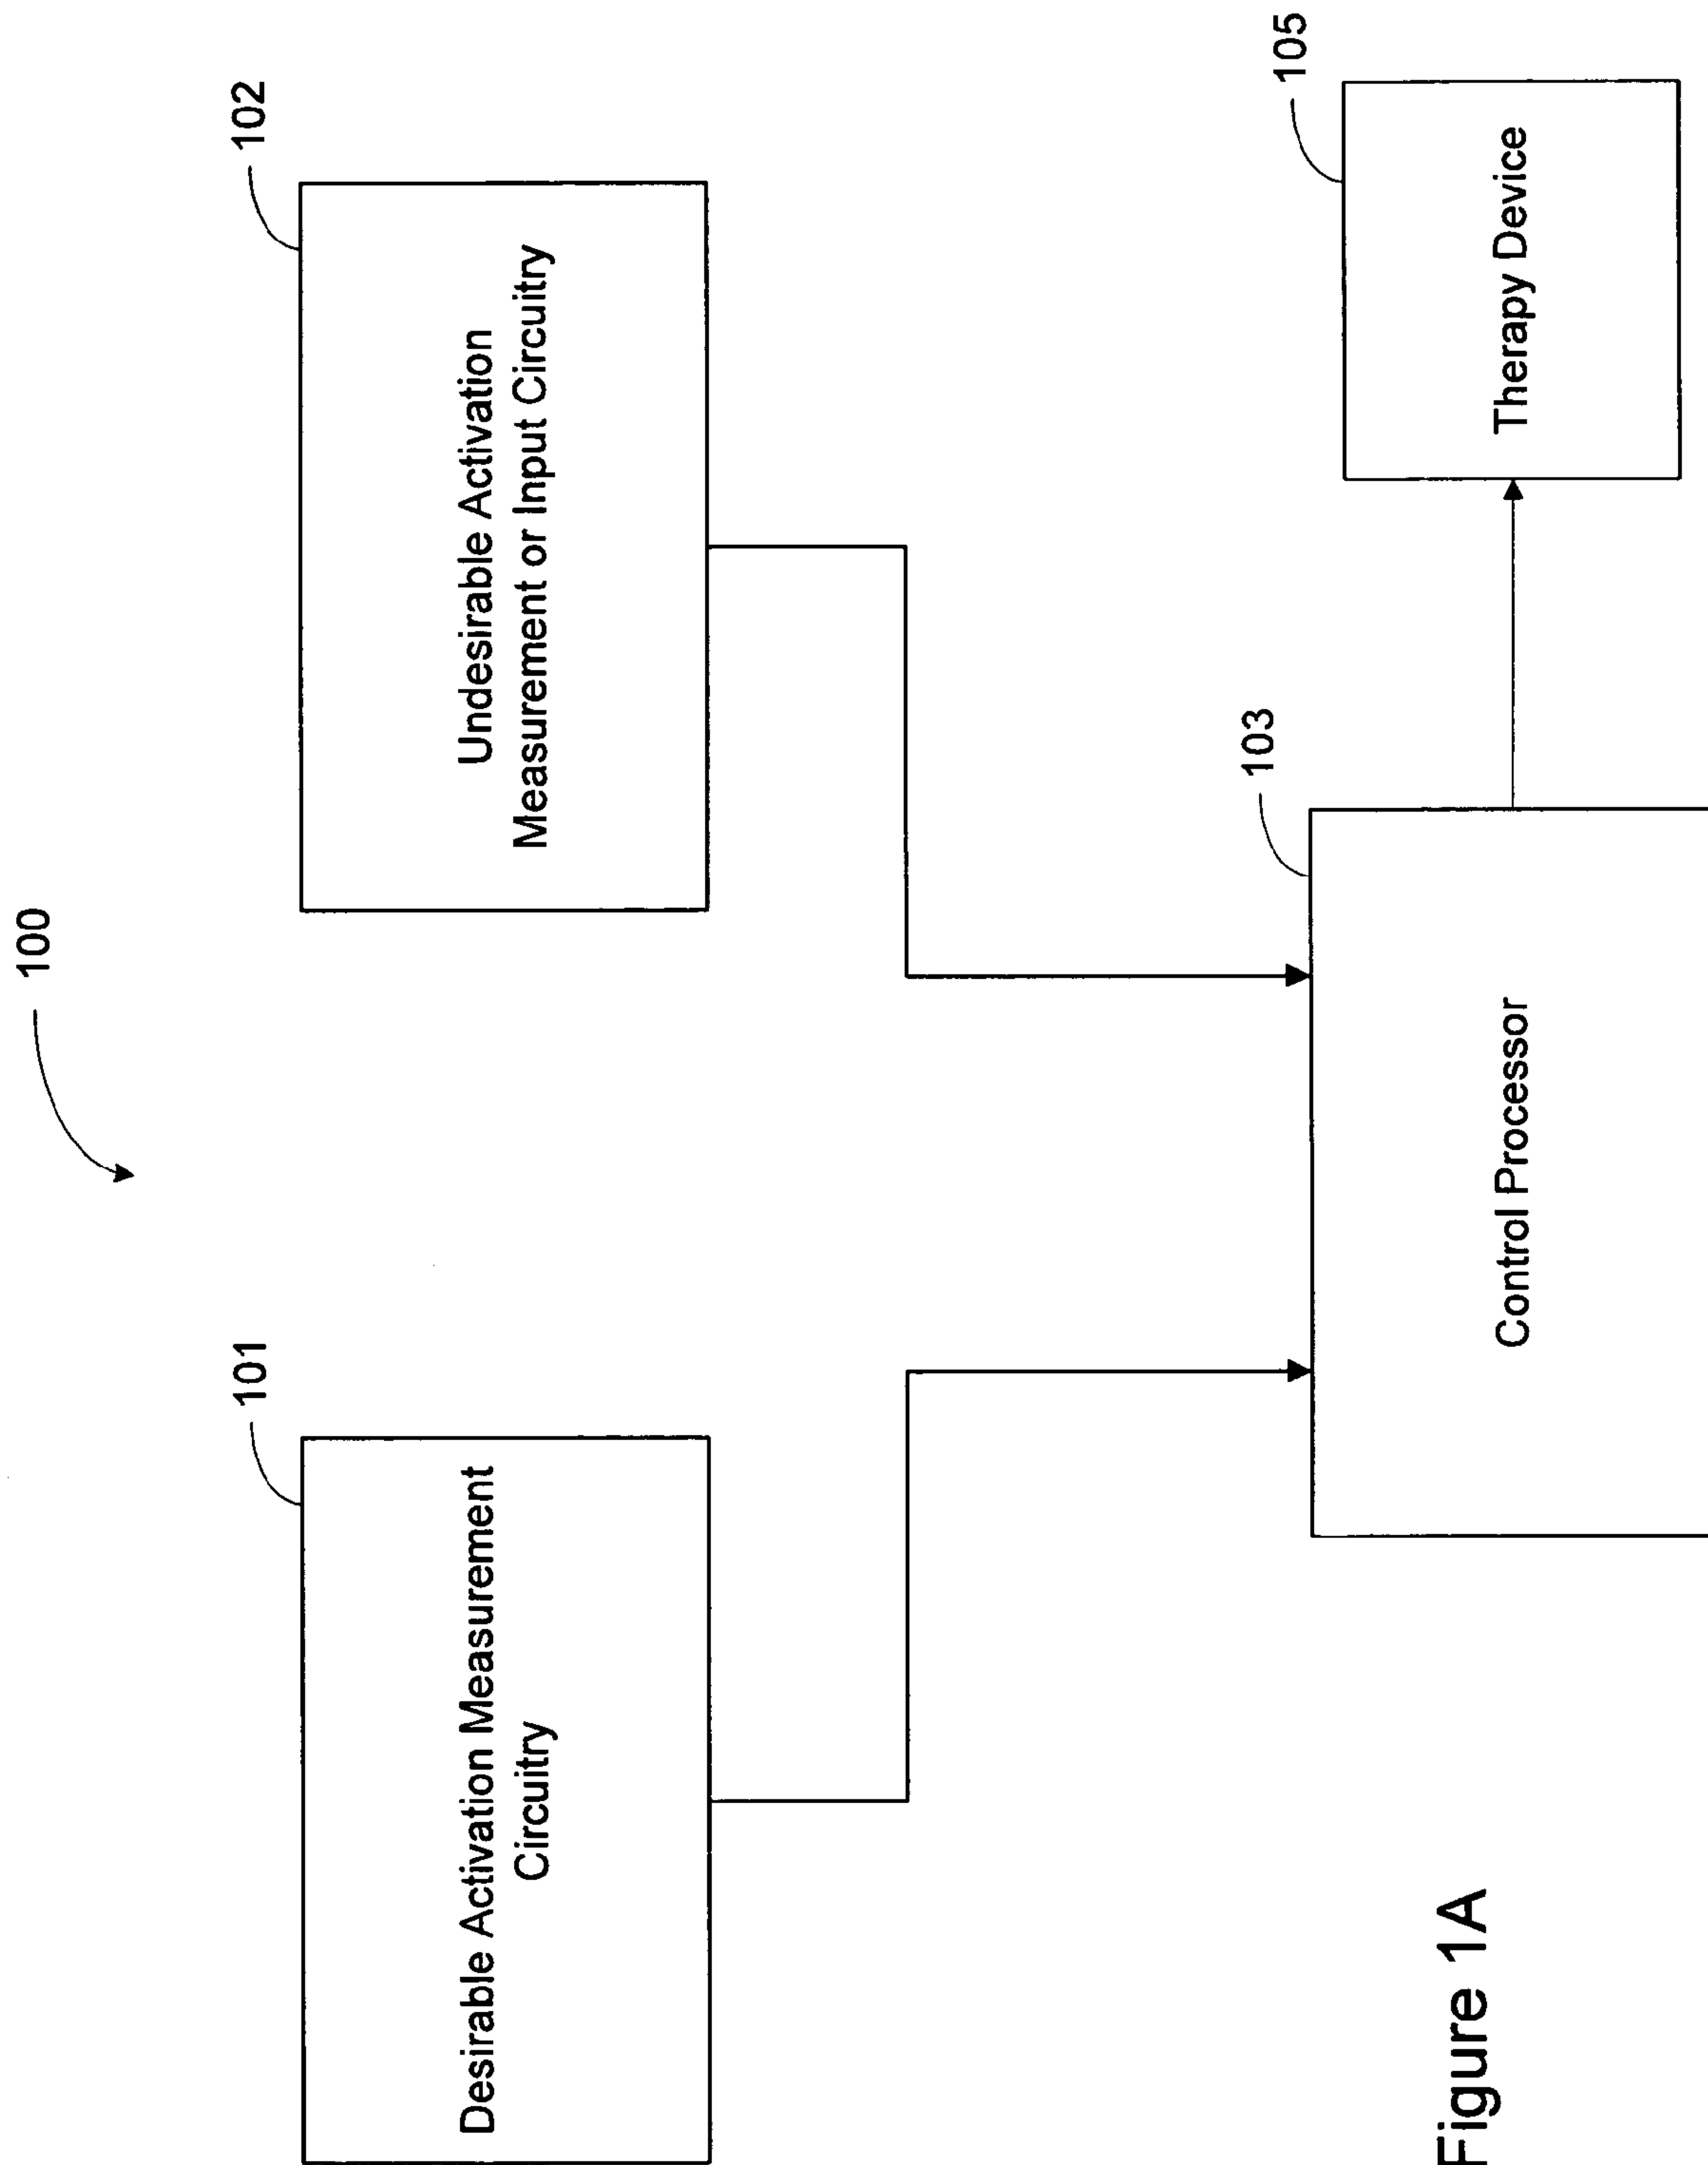 100
101
Desirable Activation Measurement
Circuitry
102
Undesirable Activation
Measurement or Input Circuitry
103
Control Processor
105
Therapy Device
Figure 1A